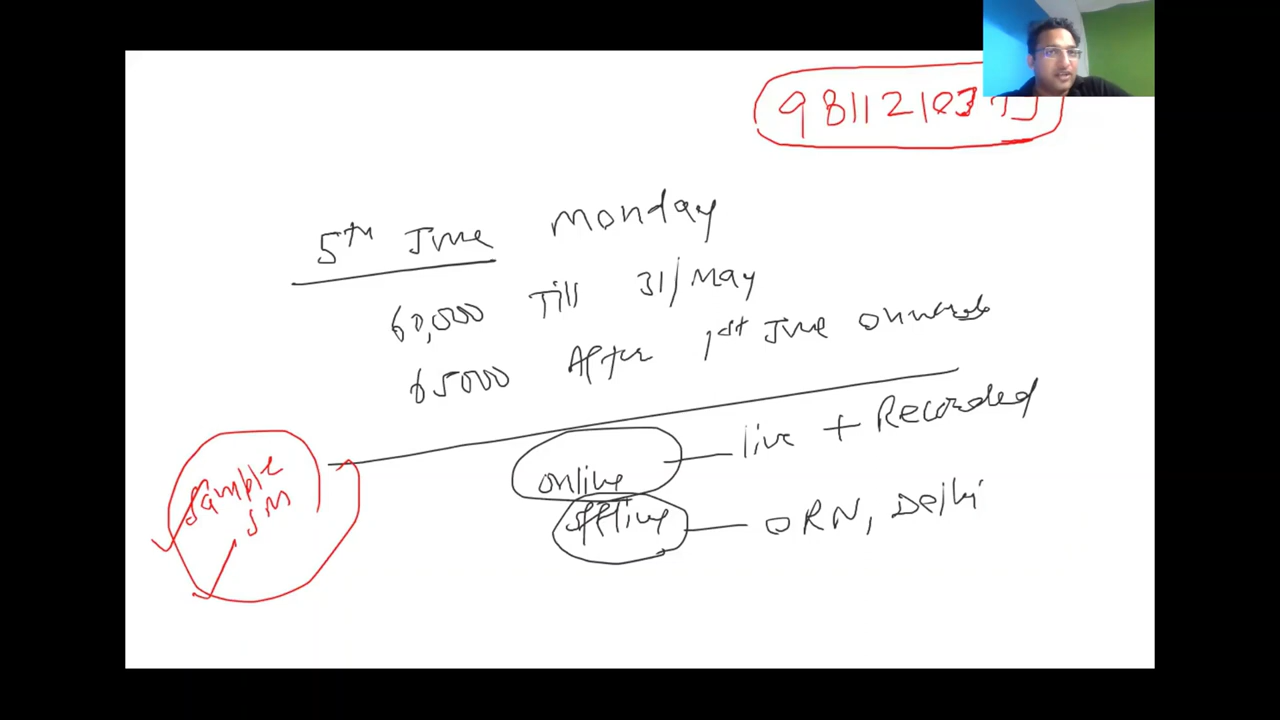 5th June Monday
60,000 Till 31/May
65000 After 1st June onwards
online live + Recorded
offline ORN, Delhi
Sample
SM